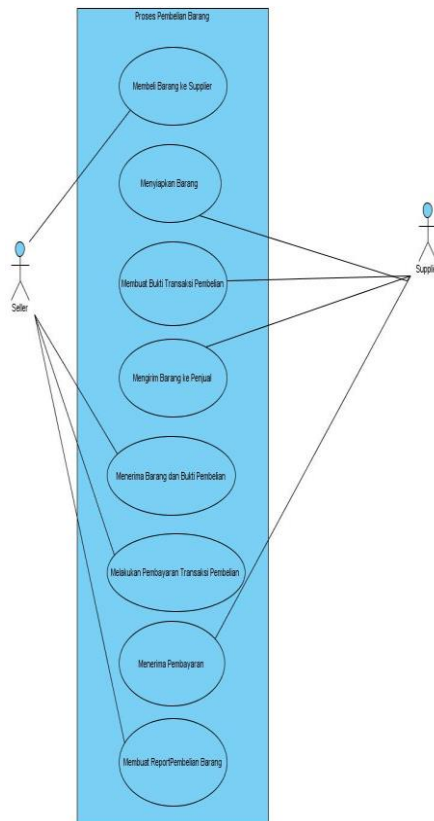 Proses Pembelian Barang
Membeli Barang ke Supplier
Menyiapkan Barang
Membuat Bukti Transaksi Pembelian
Mengirim Barang ke Penjual
Menerima Barang dan Bukti Pembelian
Melakukan Pembayaran Transaksi Pembelian
Menerima Pembayaran
Membuat ReportPembelian Barang
Seller
Supplie